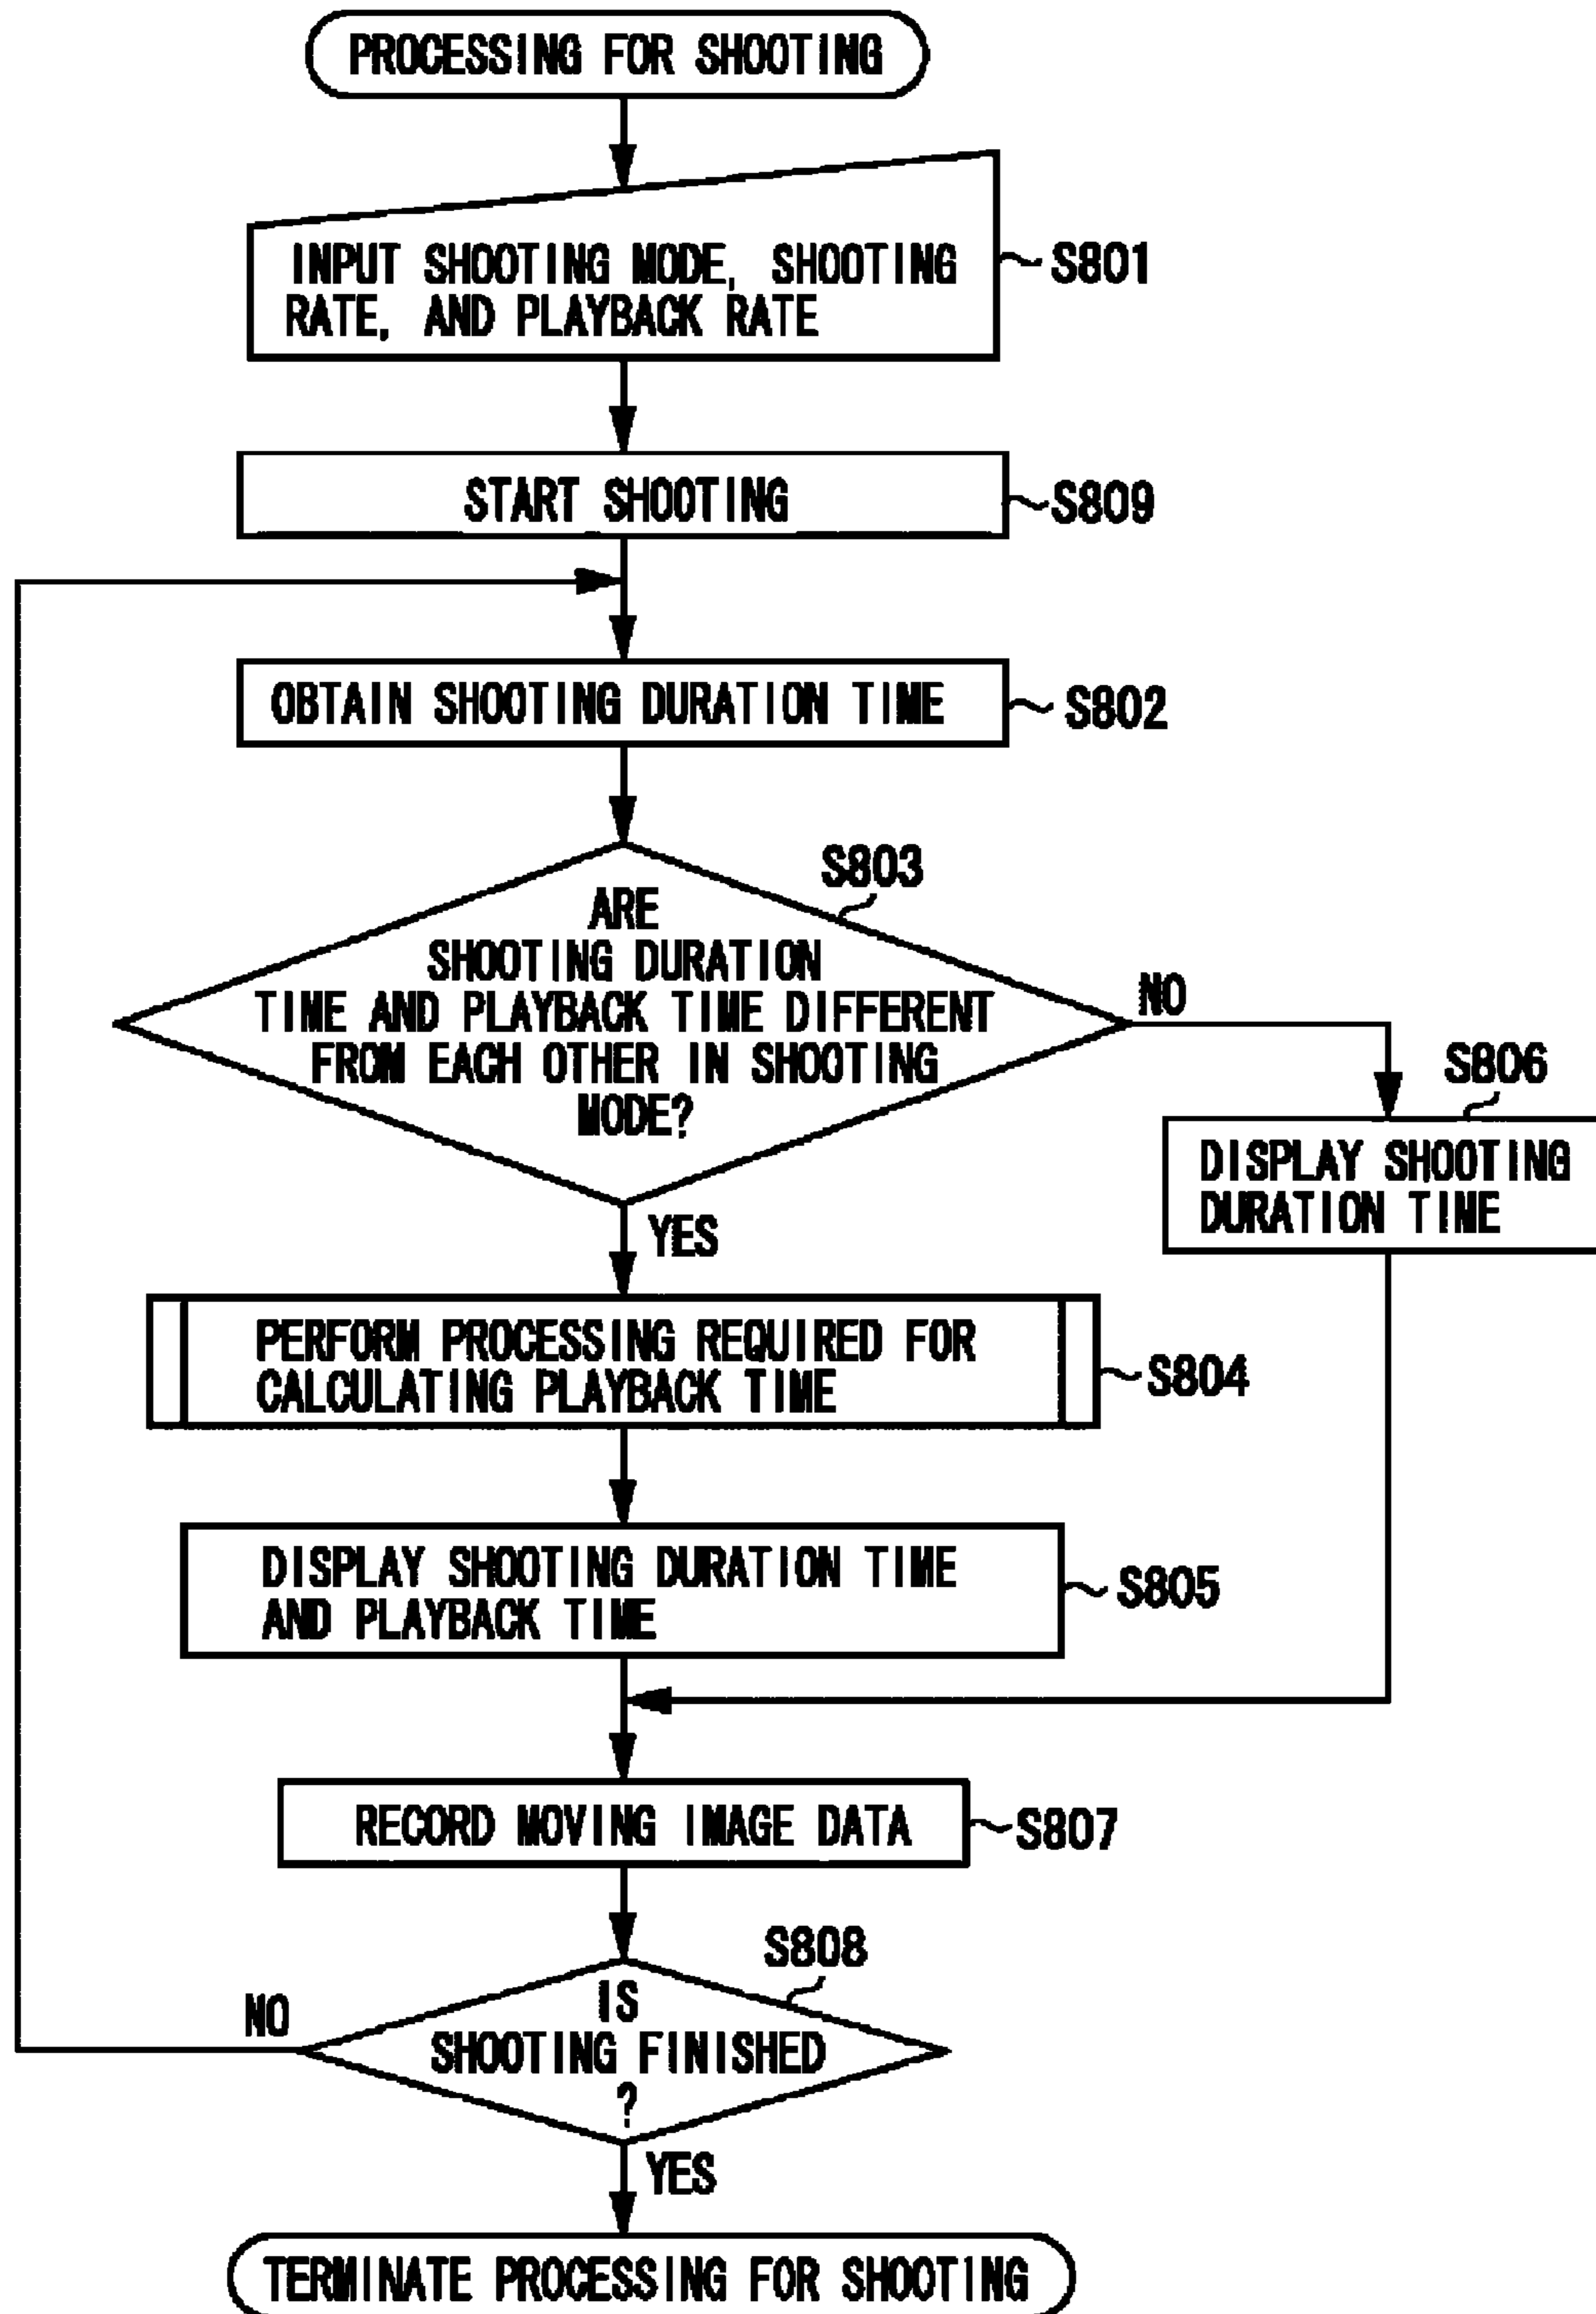 PROCESSING FOR SHOOTING
INPUT SHOOTING MODE, SHOOTING
RATE, AND PLAYBACK RATE
S801
START SHOOTING
S809
OBTAIN SHOOTING DURATION TIME
S802
S803
ARE
SHOOTING DURATION
TIME AND PLAYBACK TIME DIFFERENT
FROM EACH OTHER IN SHOOTING
MODE?
NO
YES
S806
DISPLAY SHOOTING
DURATION TIME
PERFORM PROCESSING REQUIRED FOR
CALCULATING PLAYBACK TIME
S804
DISPLAY SHOOTING DURATION TIME
AND PLAYBACK TIME
S805
RECORD MOVING IMAGE DATA
S807
S808
IS
SHOOTING FINISHED
?
NO
YES
TERMINATE PROCESSING FOR SHOOTING